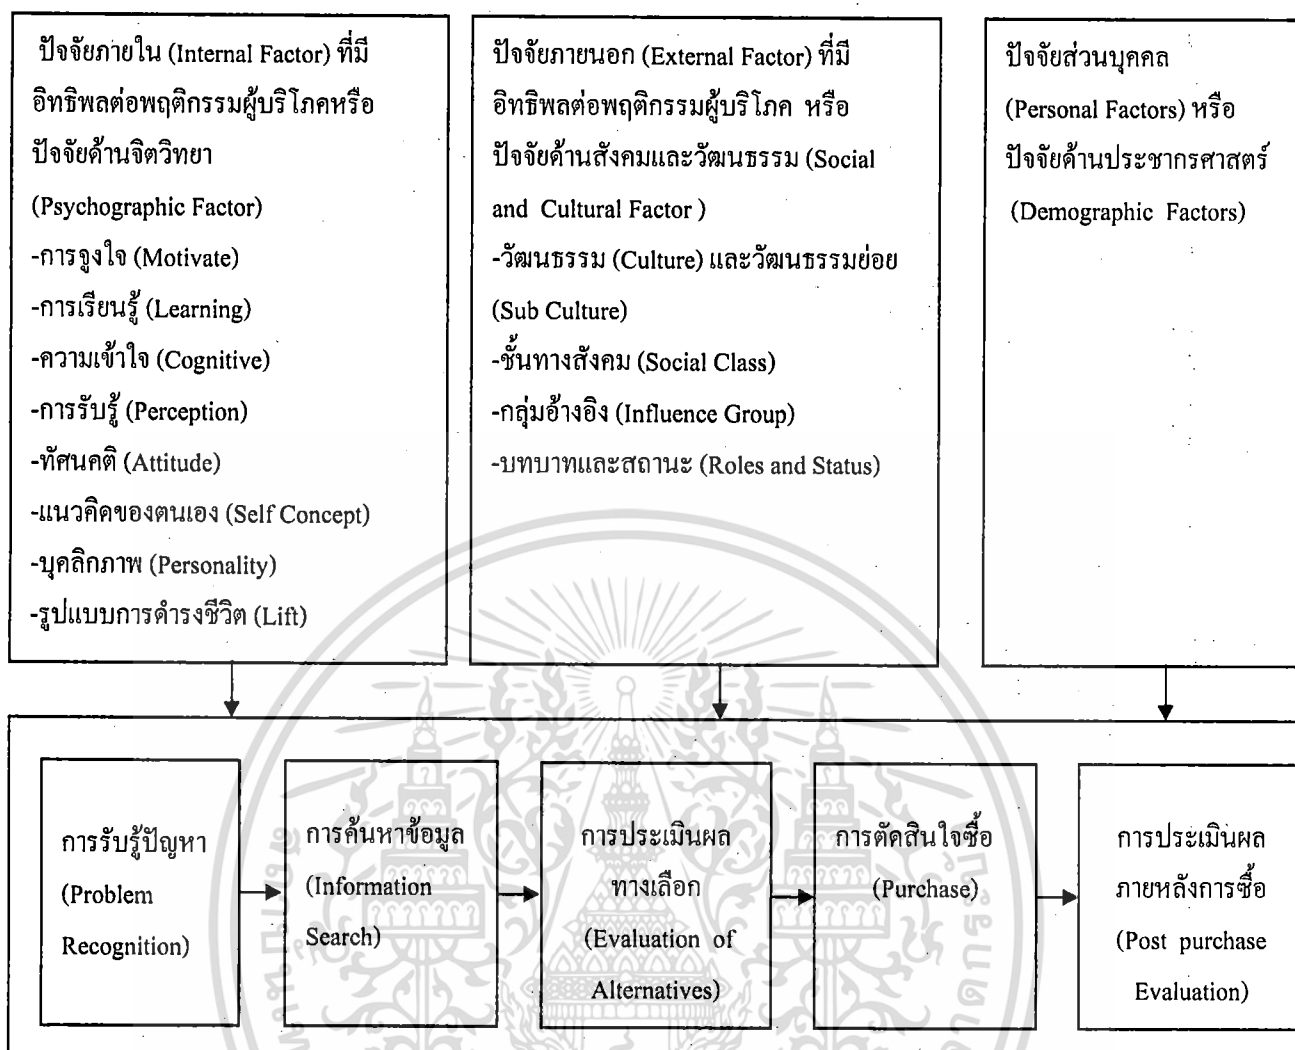 ปัจจัยภายใน (Internal Factor) ที่มี
อิทธิพลต่อพฤติกรรมผู้บริโภคหรือ
ปัจจัยด้านจิตวิทยา
(Psychographic Factor)
-การจูงใจ (Motivate)
-การเรียนรู้ (Learning)
-ความเข้าใจ (Cognitive)
-การรับรู้ (Perception)
-ทัศนคติ (Attitude)
-แนวคิดของตนเอง (Self Concept)
-บุคลิกภาพ (Personality)
-รูปแบบการดำรงชีวิต (Lift)
ปัจจัยภายนอก (External Factor) ที่มี
อิทธิพลต่อพฤติกรรมผู้บริโภค หรือ
ปัจจัยด้านสังคมและวัฒนธรรม (Social
and Cultural Factor )
-วัฒนธรรม (Culture) และวัฒนธรรมย่อย
(Sub Culture)
-ชั้นทางสังคม (Social Class)
-กลุ่มอ้างอิง (Influence Group)
-บทบาทและสถานะ (Roles and Status)
ปัจจัยส่วนบุคคล
(Personal Factors) หรือ
ปัจจัยด้านประชากรศาสตร์
(Demographic Factors)
การรับรู้ปัญหา
(Problem
Recognition)
การค้นหาข้อมูล
(Information
Search)
การประเมินผล
ทางเลือก
(Evaluation of
Alternatives)
การตัดสินใจซื้อ
(Purchase)
การประเมินผล
ภายหลังการซื้อ
(Post purchase
Evaluation)